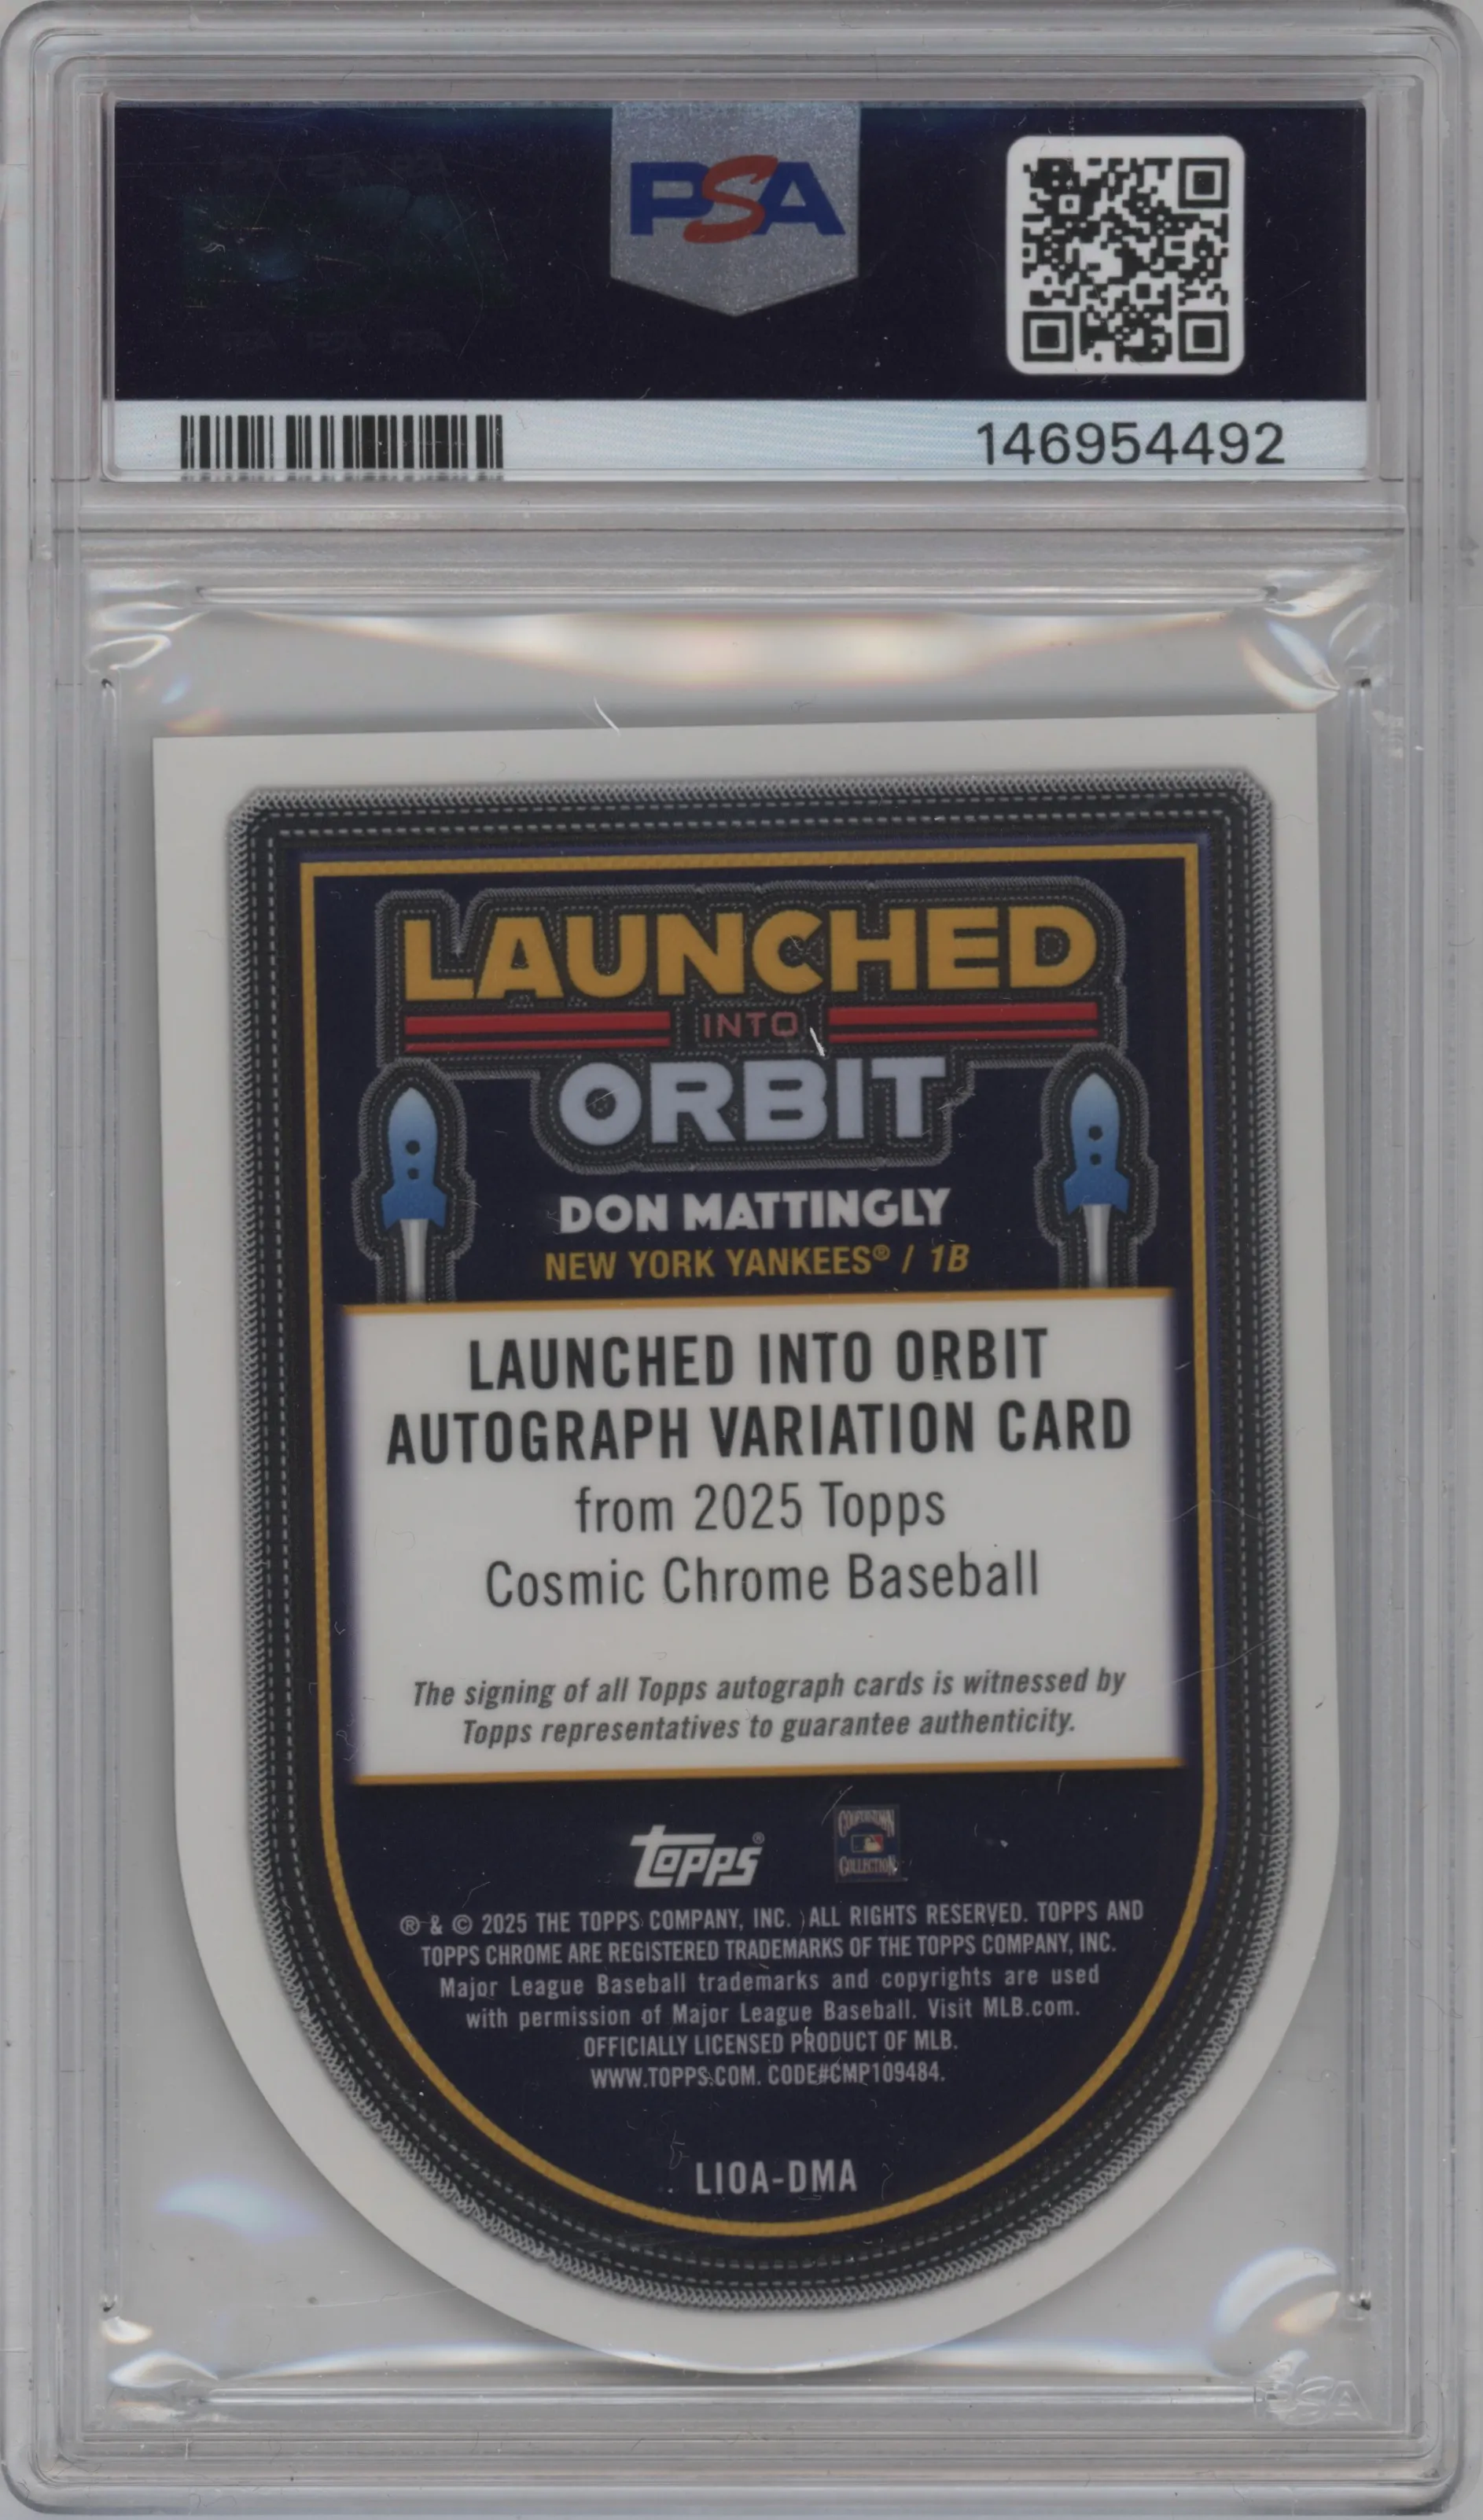 PSA
146954492
LAUNCHED
INTO
ORBIT
DON MATTINGLY
NEW YORK YANKEES® / 1B
LAUNCHED INTO ORBIT
AUTOGRAPH VARIATION CARD
from 2025 Topps
Cosmic Chrome Baseball
The signing of all Topps autograph cards is witnessed by
Topps representatives to guarantee authenticity.
topps®
COOPERSTOWN
COLLECTION
® & © 2025 THE TOPPS COMPANY, INC. ALL RIGHTS RESERVED. TOPPS AND
TOPPS CHROME ARE REGISTERED TRADEMARKS OF THE TOPPS COMPANY, INC.
Major League Baseball trademarks and copyrights are used
with permission of Major League Baseball. Visit MLB.com.
OFFICIALLY LICENSED PRODUCT OF MLB.
WWW.TOPPS.COM. CODE#CMP109484.
LIOA-DMA
PSA